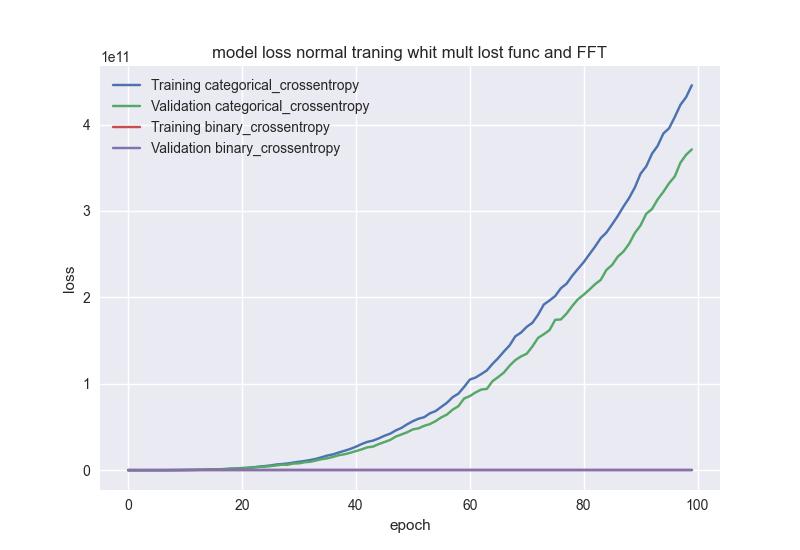 model loss normal traning whit mult lost func and FFT
1e11
Training categorical_crossentropy
Validation categorical_crossentropy
Training binary_crossentropy
Validation binary_crossentropy
4
3
2
1
0
loss
0 20 40 60 80 100
epoch